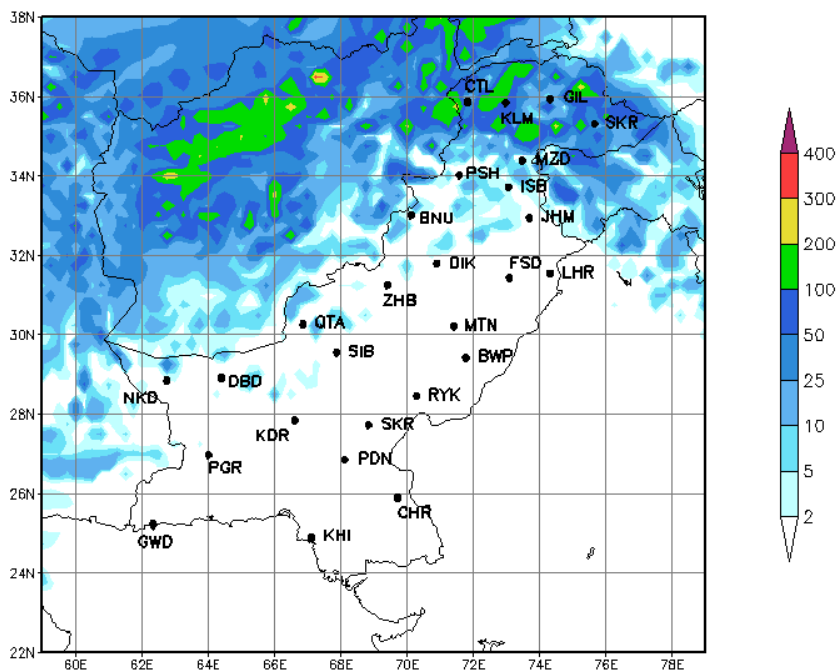 38N
36N
34N
32N
30N
28N
26N
24N
22N
60E 62E 64E 66E 68E 70E 72E 74E 76E 78E
CTL
KLM
GIL
SKR
MZD
PSH
ISB
BNU
JHM
DIK
FSD
LHR
ZHB
QTA
MTN
SIB
BWP
NKD
DBD
RYK
KDR
SKR
PGR
PDN
CHR
GWD
KHI
400
300
200
100
50
25
10
5
2